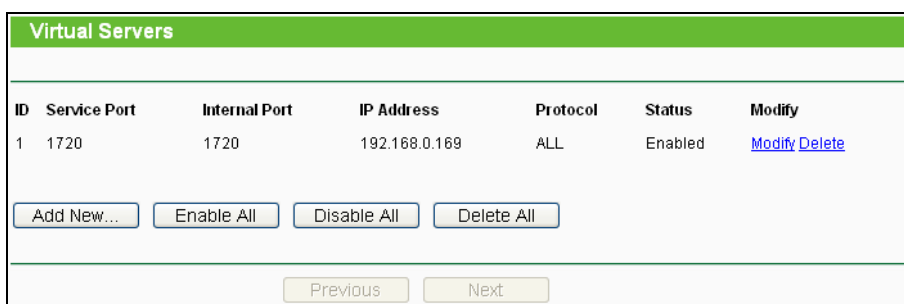 Virtual Servers
ID Service Port Internal Port IP Address Protocol Status Modify
1 1720 1720 192.168.0.169 ALL Enabled Modify Delete
Add New... Enable All Disable All Delete All
Previous Next